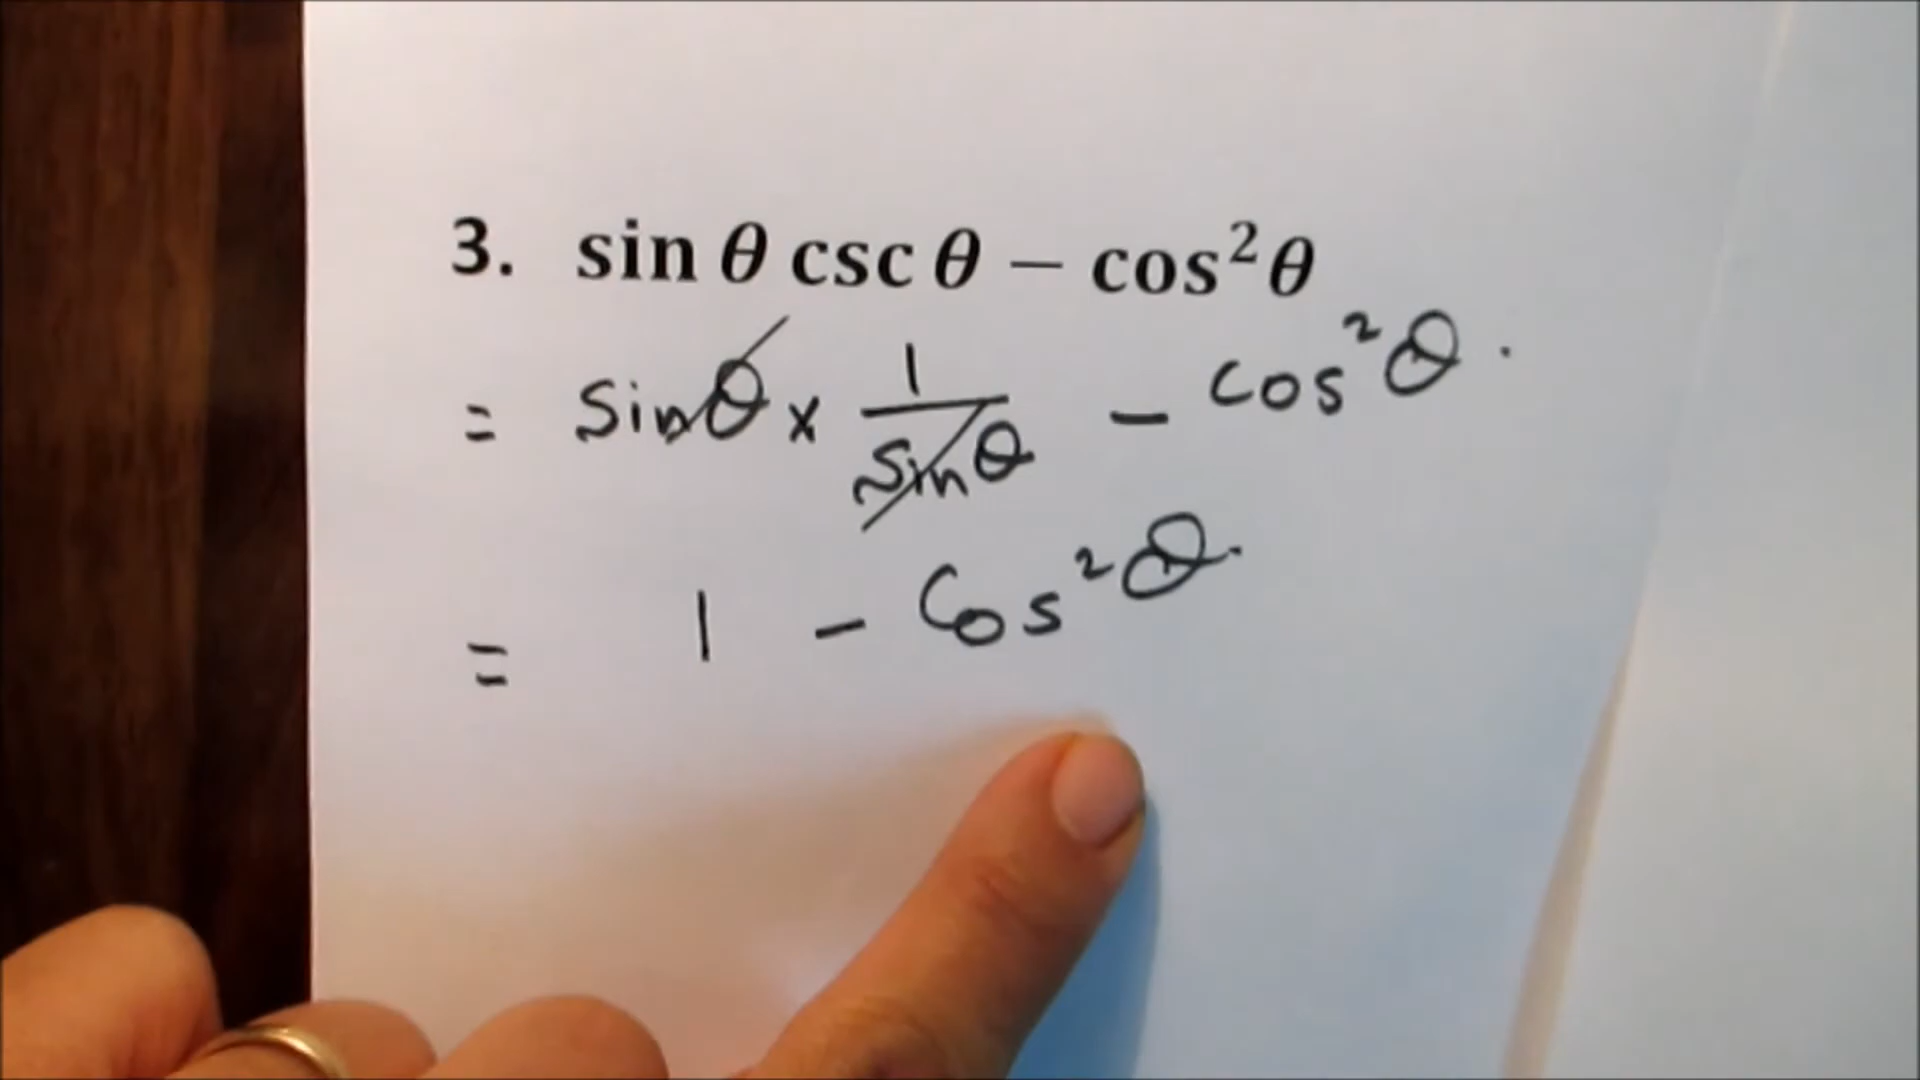 3. sin θ csc θ − cos²θ
= sinθ × 1/sinθ − cos²θ.
= 1 − Cos²θ.